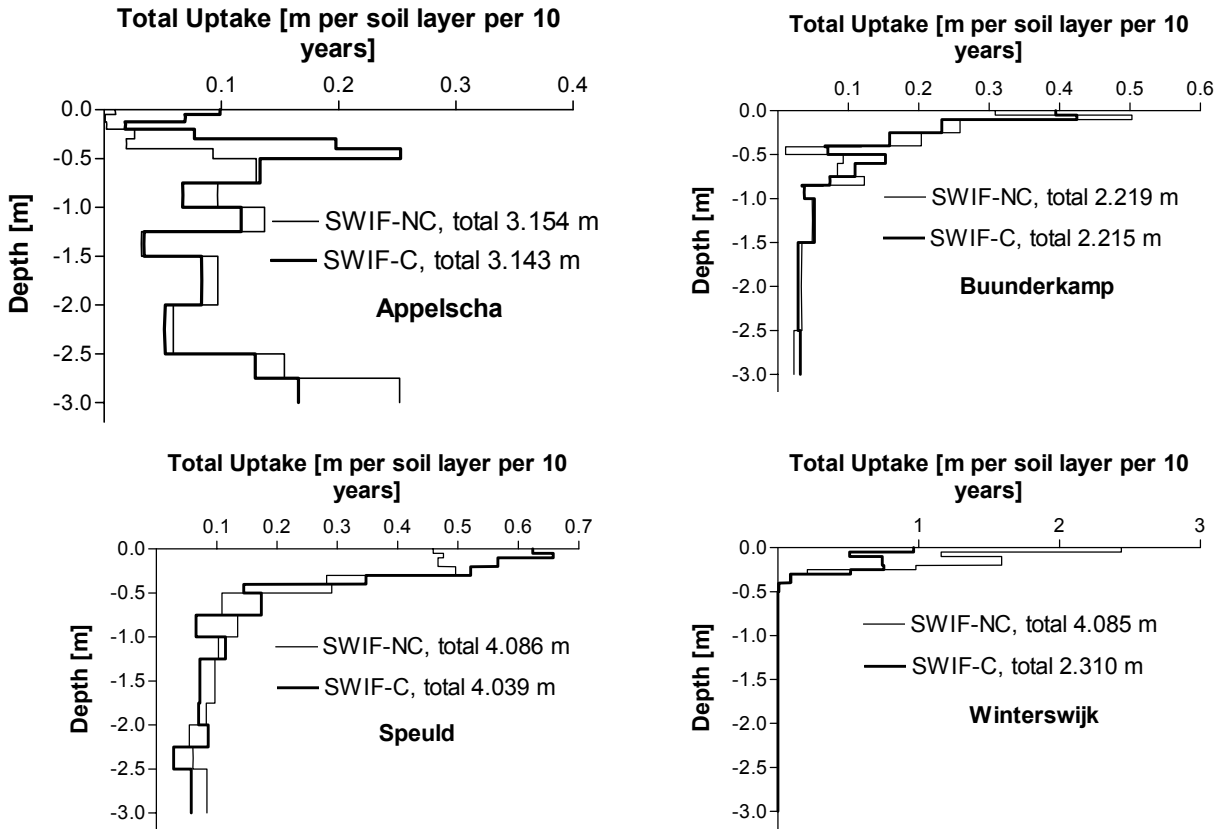 Total Uptake [m per soil layer per 10
years]
0.1 0.2 0.3 0.4
0.0
-0.5
-1.0
-1.5
-2.0
-2.5
-3.0
Depth [m]
SWIF-NC, total 3.154 m
SWIF-C, total 3.143 m
Appelscha
Total Uptake [m per soil layer per 10
years]
0.1 0.2 0.3 0.4 0.5 0.6
0.0
-0.5
-1.0
-1.5
-2.0
-2.5
-3.0
Depth [m]
SWIF-NC, total 2.219 m
SWIF-C, total 2.215 m
Buunderkamp
Total Uptake [m per soil layer per 10
years]
0.1 0.2 0.3 0.4 0.5 0.6 0.7
0.0
-0.5
-1.0
-1.5
-2.0
-2.5
-3.0
Depth [m]
SWIF-NC, total 4.086 m
SWIF-C, total 4.039 m
Speuld
Total Uptake [m per soil layer per 10
years]
1 2 3
0.0
-0.5
-1.0
-1.5
-2.0
-2.5
-3.0
Depth [m]
SWIF-NC, total 4.085 m
SWIF-C, total 2.310 m
Winterswijk